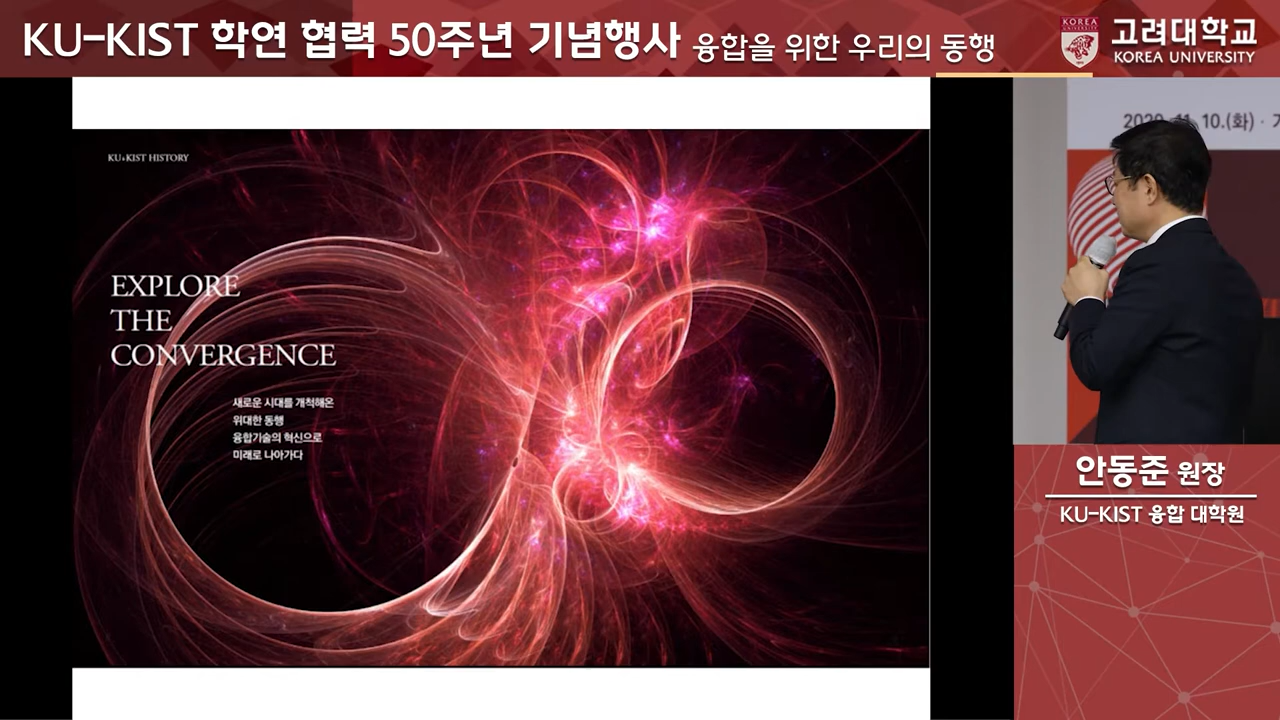 KU-KIST 학연 협력 50주년 기념행사 융합을 위한 우리의 동행
KOREA
UNIVERSITY
고려대학교
KOREA UNIVERSITY
KU+KIST HISTORY
EXPLORE
THE
CONVERGENCE
새로운 시대를 개척해온
위대한 동행
융합기술의 혁신으로
미래로 나아가다
10.(화) ·
안동준 원장
KU-KIST 융합 대학원